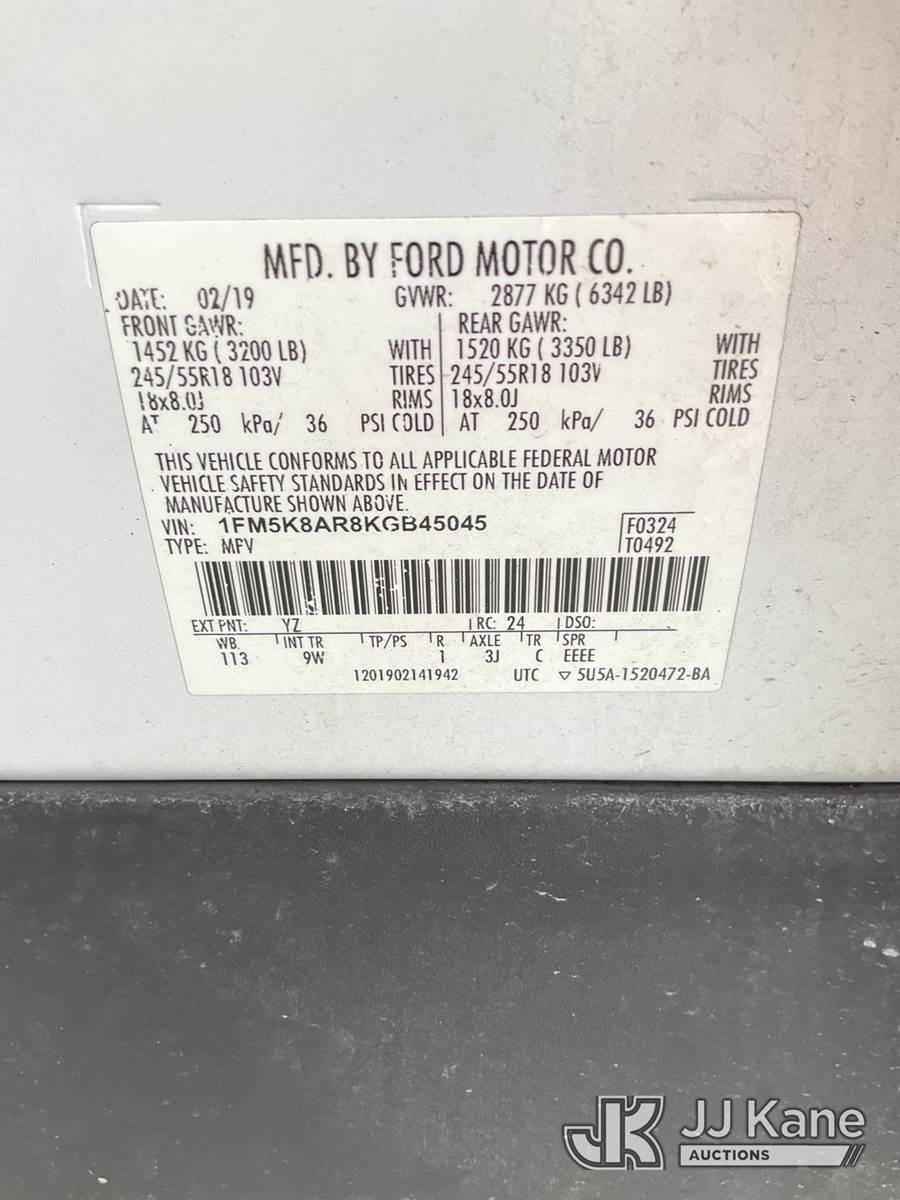 MFD. BY FORD MOTOR CO.
DATE: 02/19 GVWR: 2877 KG ( 6342 LB)
FRONT GAWR: REAR GAWR:
1452 KG ( 3200 LB) WITH 1520 KG ( 3350 LB) WITH
245/55R18 103V TIRES 245/55R18 103V TIRES
18x8.0J RIMS 18x8.0J RIMS
AT 250 kPa/ 36 PSI COLD AT 250 kPa/ 36 PSI COLD
THIS VEHICLE CONFORMS TO ALL APPLICABLE FEDERAL MOTOR
VEHICLE SAFETY STANDARDS IN EFFECT ON THE DATE OF
MANUFACTURE SHOWN ABOVE.
VIN: 1FM5K8AR8KGB45045 F0324
TYPE: MPV T0492
EXT PNT: YZ RC: 24 DSO:
WB INT TR TP/PS R AXLE TR SPR
113 9W 1 3J C EEEE
1201902141942 UTC ▽ 5U5A-1520472-BA
JK JJ Kane
AUCTIONS